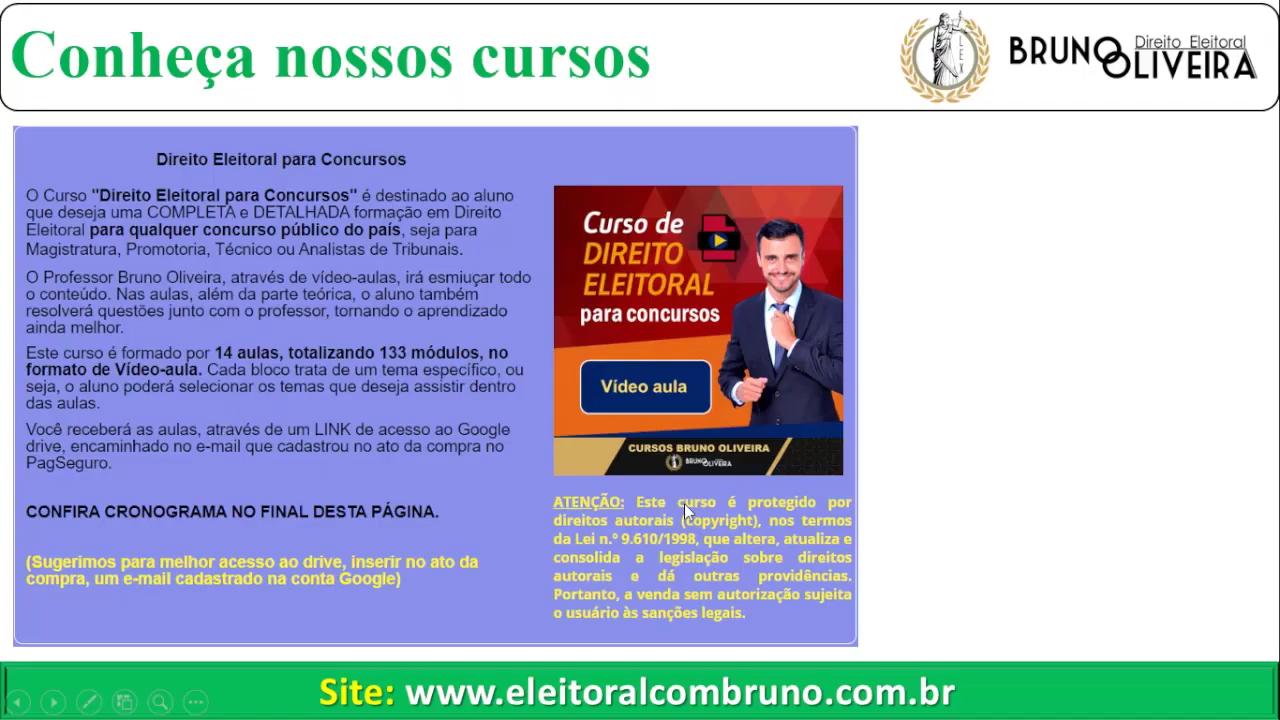 Conheça nossos cursos
LEX
BRUNO OLIVEIRA
Direito Eleitoral
Direito Eleitoral para Concursos
O Curso "Direito Eleitoral para Concursos" é destinado ao aluno
que deseja uma COMPLETA e DETALHADA formação em Direito
Eleitoral para qualquer concurso público do país, seja para
Magistratura, Promotoria, Técnico ou Analistas de Tribunais.
O Professor Bruno Oliveira, através de vídeo-aulas, irá esmiuçar todo
o conteúdo. Nas aulas, além da parte teórica, o aluno também
resolverá questões junto com o professor, tornando o aprendizado
ainda melhor.
Este curso é formado por 14 aulas, totalizando 133 módulos, no
formato de Vídeo-aula. Cada bloco trata de um tema específico, ou
seja, o aluno poderá selecionar os temas que deseja assistir dentro
das aulas.
Você receberá as aulas, através de um LINK de acesso ao Google
drive, encaminhado no e-mail que cadastrou no ato da compra no
PagSeguro.
CONFIRA CRONOGRAMA NO FINAL DESTA PÁGINA.
(Sugerimos para melhor acesso ao drive, inserir no ato da
compra, um e-mail cadastrado na conta Google)
Curso de
DIREITO
ELEITORAL
para concursos
Vídeo aula
CURSOS BRUNO OLIVEIRA
BRUNO OLIVEIRA
ATENÇÃO: Este curso é protegido por
direitos autorais (copyright), nos termos
da Lei n.º 9.610/1998, que altera, atualiza e
consolida a legislação sobre direitos
autorais e dá outras providências.
Portanto, a venda sem autorização sujeita
o usuário às sanções legais.
Site: www.eleitoralcombruno.com.br